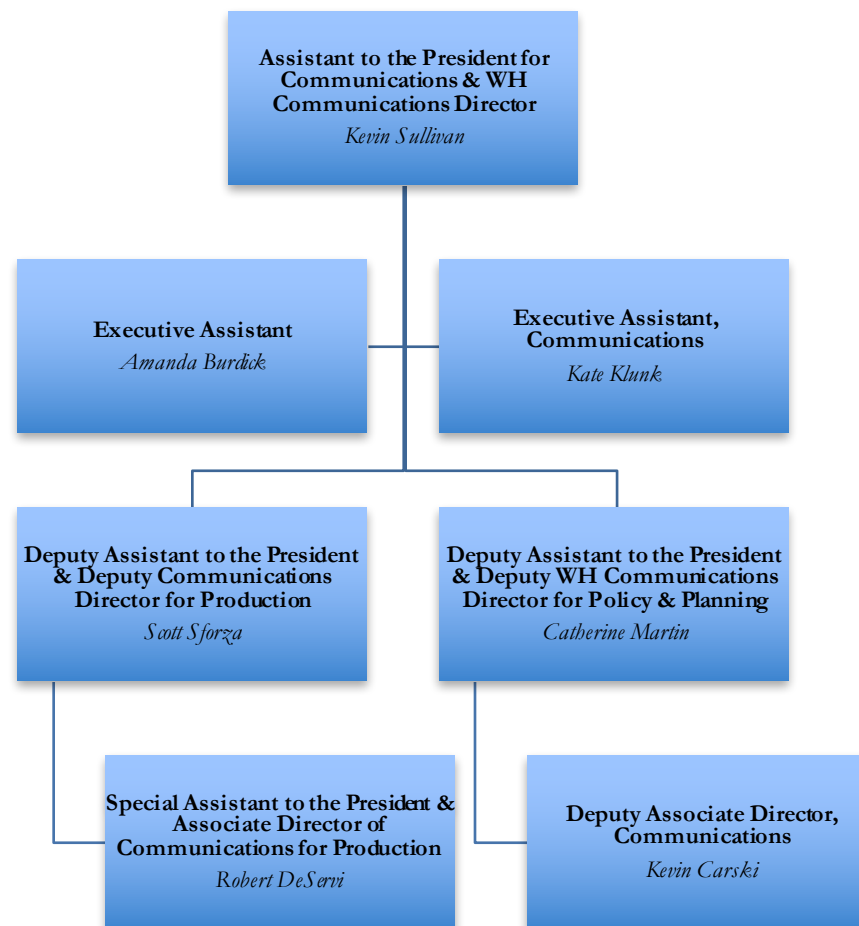 Assistant to the President for
Communications & WH
Communications Director
Kevin Sullivan
Executive Assistant
Amanda Burdick
Executive Assistant,
Communications
Kate Klunk
Deputy Assistant to the President
& Deputy Communications
Director for Production
Scott Sforza
Deputy Assistant to the President
& Deputy WH Communications
Director for Policy & Planning
Catherine Martin
Special Assistant to the President &
Associate Director of
Communications for Production
Robert DeServi
Deputy Associate Director,
Communications
Kevin Carski